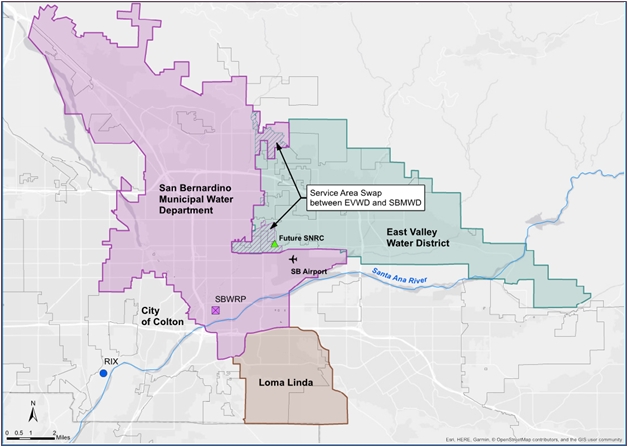 San Bernardino
Municipal Water
Department
Service Area Swap
between EVWD and SBMWD
Future SNRC
East Valley
Water District
SB Airport
Santa Ana River
SBWRP
City
of Colton
RIX
Loma Linda
N
0 0.5 1 2
Miles
Esri, HERE, Garmin, © OpenStreetMap contributors, and the GIS user community